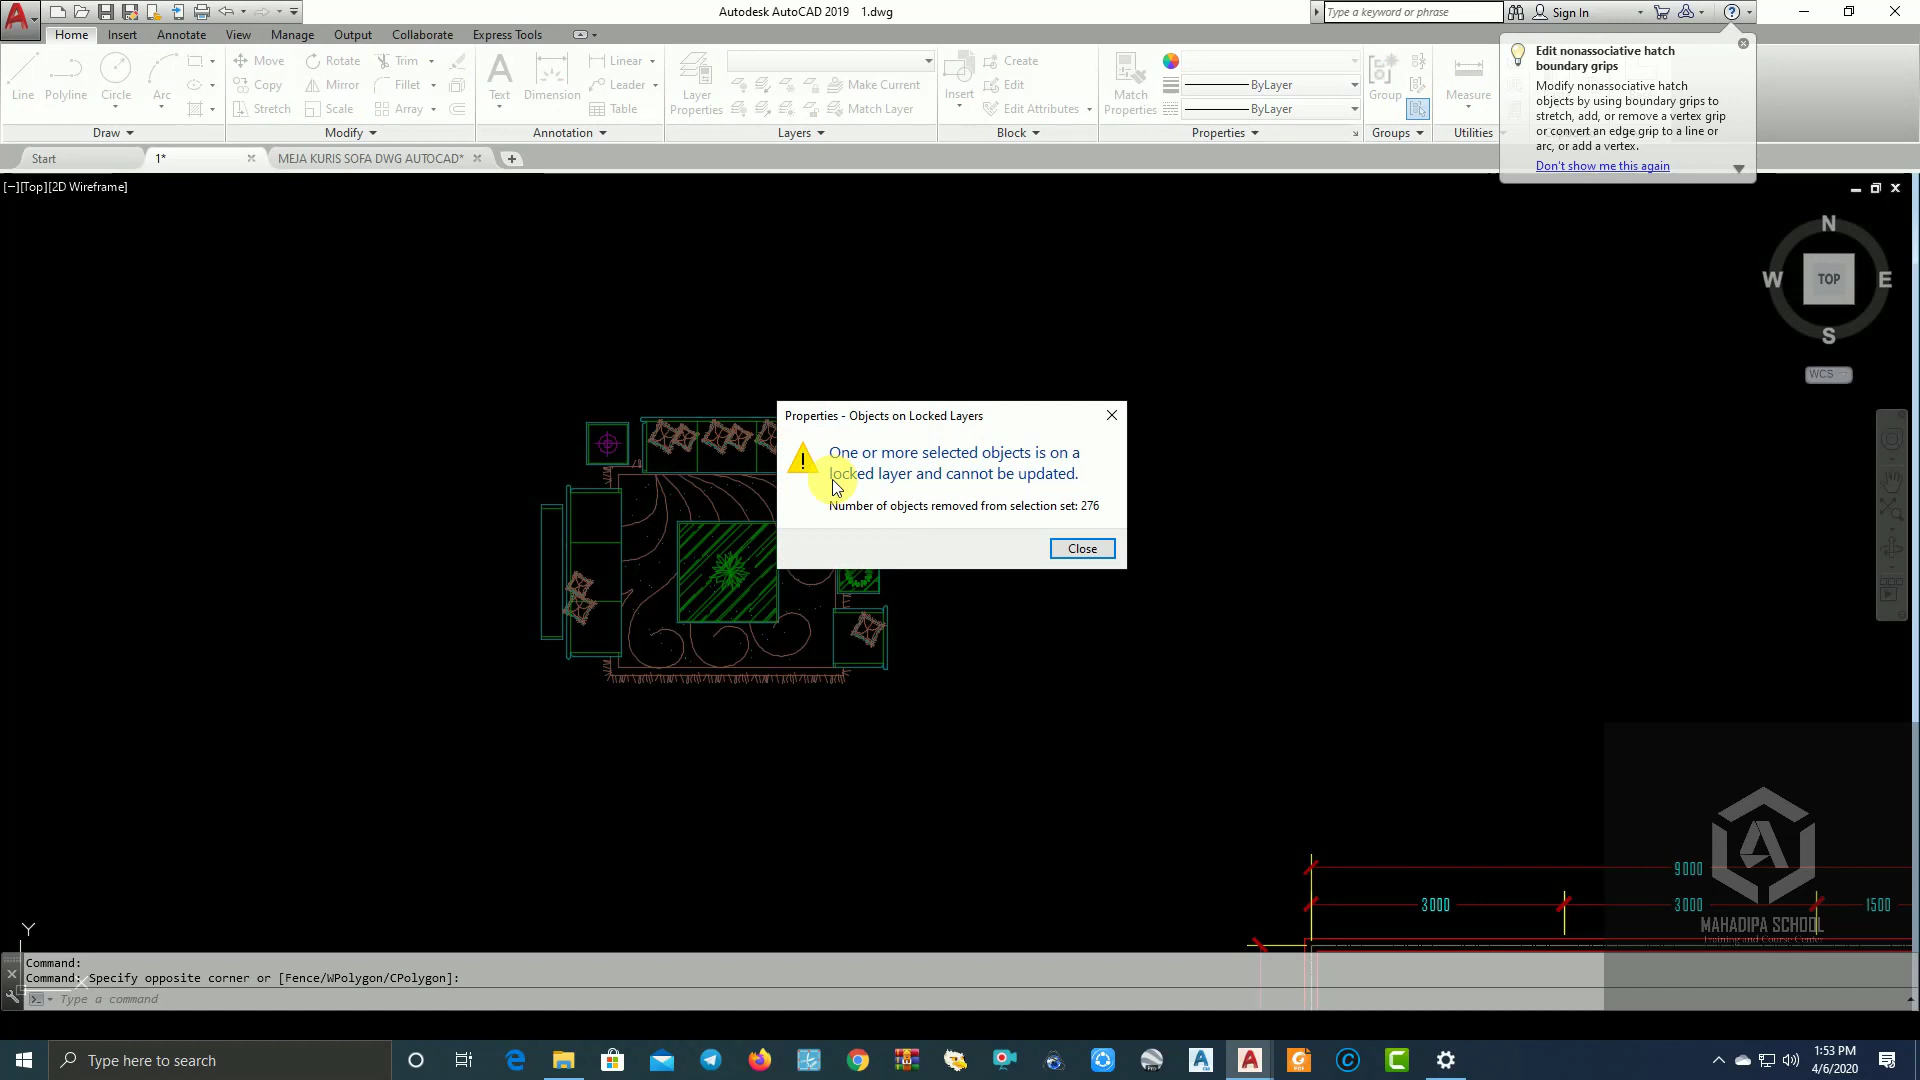 Autodesk AutoCAD 2019 1.dwg
Type a keyword or phrase
Sign In
Home Insert Annotate View Manage Output Collaborate Express Tools
Line
Polyline
Circle
Arc
Draw
Move
Rotate
Trim
Copy
Mirror
Fillet
Stretch
Scale
Array
Modify
Text
Dimension
Linear
Leader
Table
Annotation
Layer
Properties
Make Current
Match Layer
Layers
Insert
Create
Edit
Edit Attributes
Block
Match
Properties
ByLayer
ByLayer
Properties
Group
Groups
Measure
Utilities
Edit nonassociative hatch
boundary grips
Modify nonassociative hatch
objects by using boundary grips to
stretch, add, or remove a vertex grip
or convert an edge grip to a line or
arc, or add a vertex.
Don't show me this again
Start
1*
MEJA KURIS SOFA DWG AUTOCAD*
[−][Top][2D Wireframe]
N
W TOP E
S
WCS
Properties - Objects on Locked Layers
One or more selected objects is on a
locked layer and cannot be updated.
Number of objects removed from selection set: 276
Close
9000
3000 3000 1500
MAHADIPA SCHOOL
Training and Course Center
Y
Command:
Command: Specify opposite corner or [Fence/WPolygon/CPolygon]:
Type a command
Type here to search
1:53 PM
4/6/2020